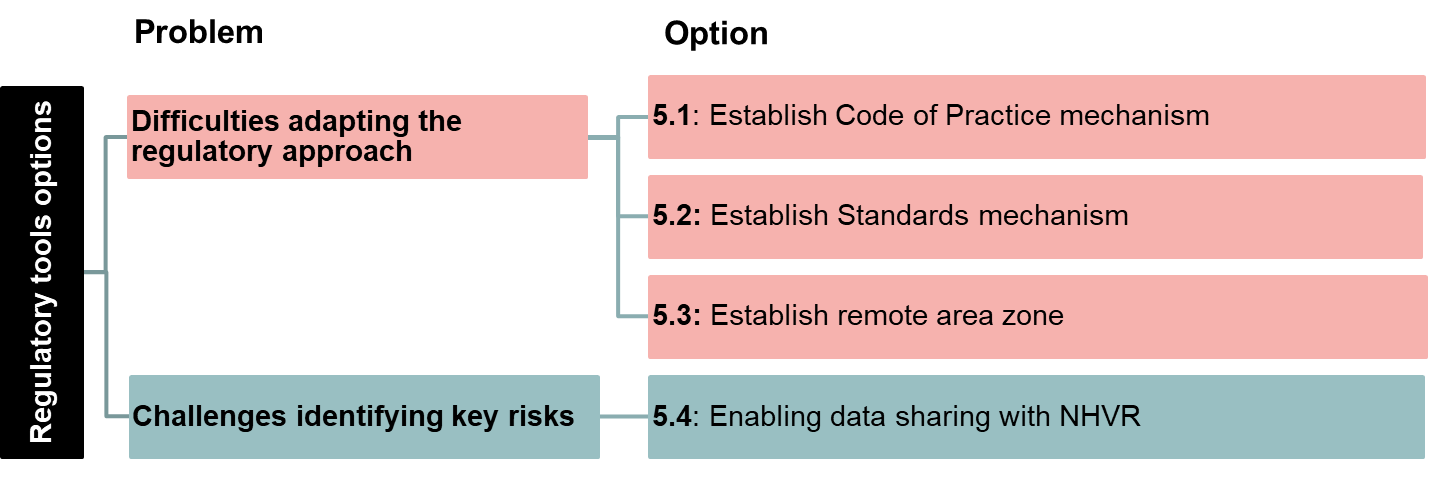 Problem
Option
Regulatory tools options
Difficulties adapting the
regulatory approach
5.1: Establish Code of Practice mechanism
5.2: Establish Standards mechanism
5.3: Establish remote area zone
Challenges identifying key risks
5.4: Enabling data sharing with NHVR